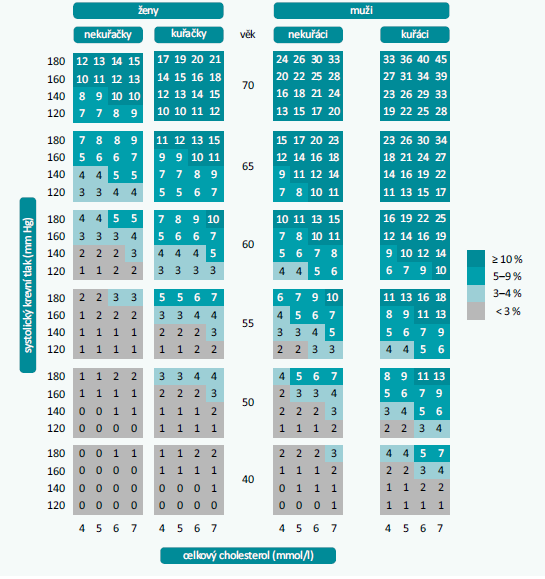 ženy muži
nekuřačky kuřačky věk nekuřáci kuřáci
180 12 13 14 15 17 19 20 21 24 26 30 33 33 36 40 45
160 10 11 12 13 14 15 16 18 20 22 25 28 27 31 34 39
70
140 8 9 10 10 12 13 14 15 16 18 21 24 23 26 29 33
120 7 7 8 9 10 10 11 12 13 15 17 20 19 22 25 28
180 7 8 8 9 11 12 13 15 15 17 20 23 23 26 30 34
160 5 6 6 7 9 9 10 11 12 14 16 18 18 21 24 27
65
140 4 4 5 5 7 7 8 9 9 11 12 14 14 16 19 22
120 3 3 4 4 5 5 6 7 7 8 10 11 11 13 15 17
180 4 4 5 5 7 8 9 10 10 11 13 15 16 19 22 25
160 3 3 3 4 5 6 6 7 7 8 10 11 12 14 16 19
60
140 2 2 2 3 4 4 4 5 5 6 7 8 9 10 12 14
120 1 1 2 2 3 3 3 3 4 4 5 6 6 7 9 10
180 2 2 3 3 5 5 6 7 6 7 9 10 11 13 16 18
160 1 2 2 2 3 3 4 4 4 5 6 7 8 9 11 13
55
140 1 1 1 1 2 2 2 3 3 3 4 5 5 6 8 9
120 1 1 1 1 1 1 2 2 2 2 3 3 4 4 5 6
180 1 1 2 2 3 3 4 4 4 5 6 7 8 9 11 13
160 1 1 1 1 2 2 2 3 2 3 3 4 5 6 7 9
50
140 0 0 1 1 1 1 1 2 2 2 2 3 3 4 5 6
120 0 0 0 0 1 1 1 1 1 1 2 2 2 2 3 4
180 0 0 1 1 1 1 2 2 2 2 2 3 4 4 5 7
160 0 0 0 0 1 1 1 1 1 1 1 2 2 2 3 4
40
140 0 0 0 0 0 0 0 1 0 1 1 1 1 1 2 2
120 0 0 0 0 0 0 0 0 0 0 1 1 1 1 1 1
4 5 6 7 4 5 6 7 4 5 6 7 4 5 6 7
celkový cholesterol (mmol/l)
systolický krevní tlak (mm Hg)
≥ 10 %
5–9 %
3–4 %
< 3 %